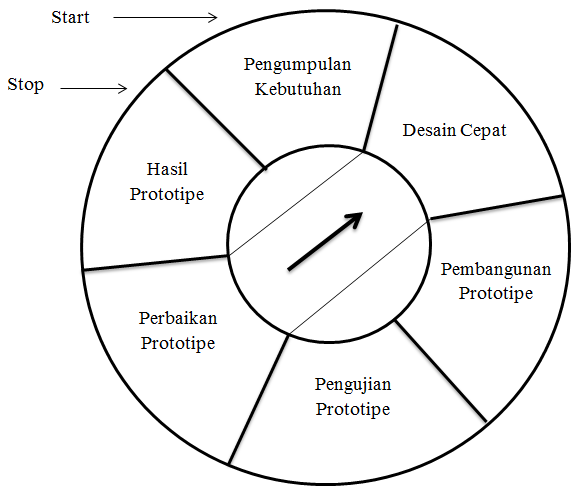 Start
Stop
Pengumpulan
Kebutuhan
Desain Cepat
Pembangunan
Prototipe
Pengujian
Prototipe
Perbaikan
Prototipe
Hasil
Prototipe